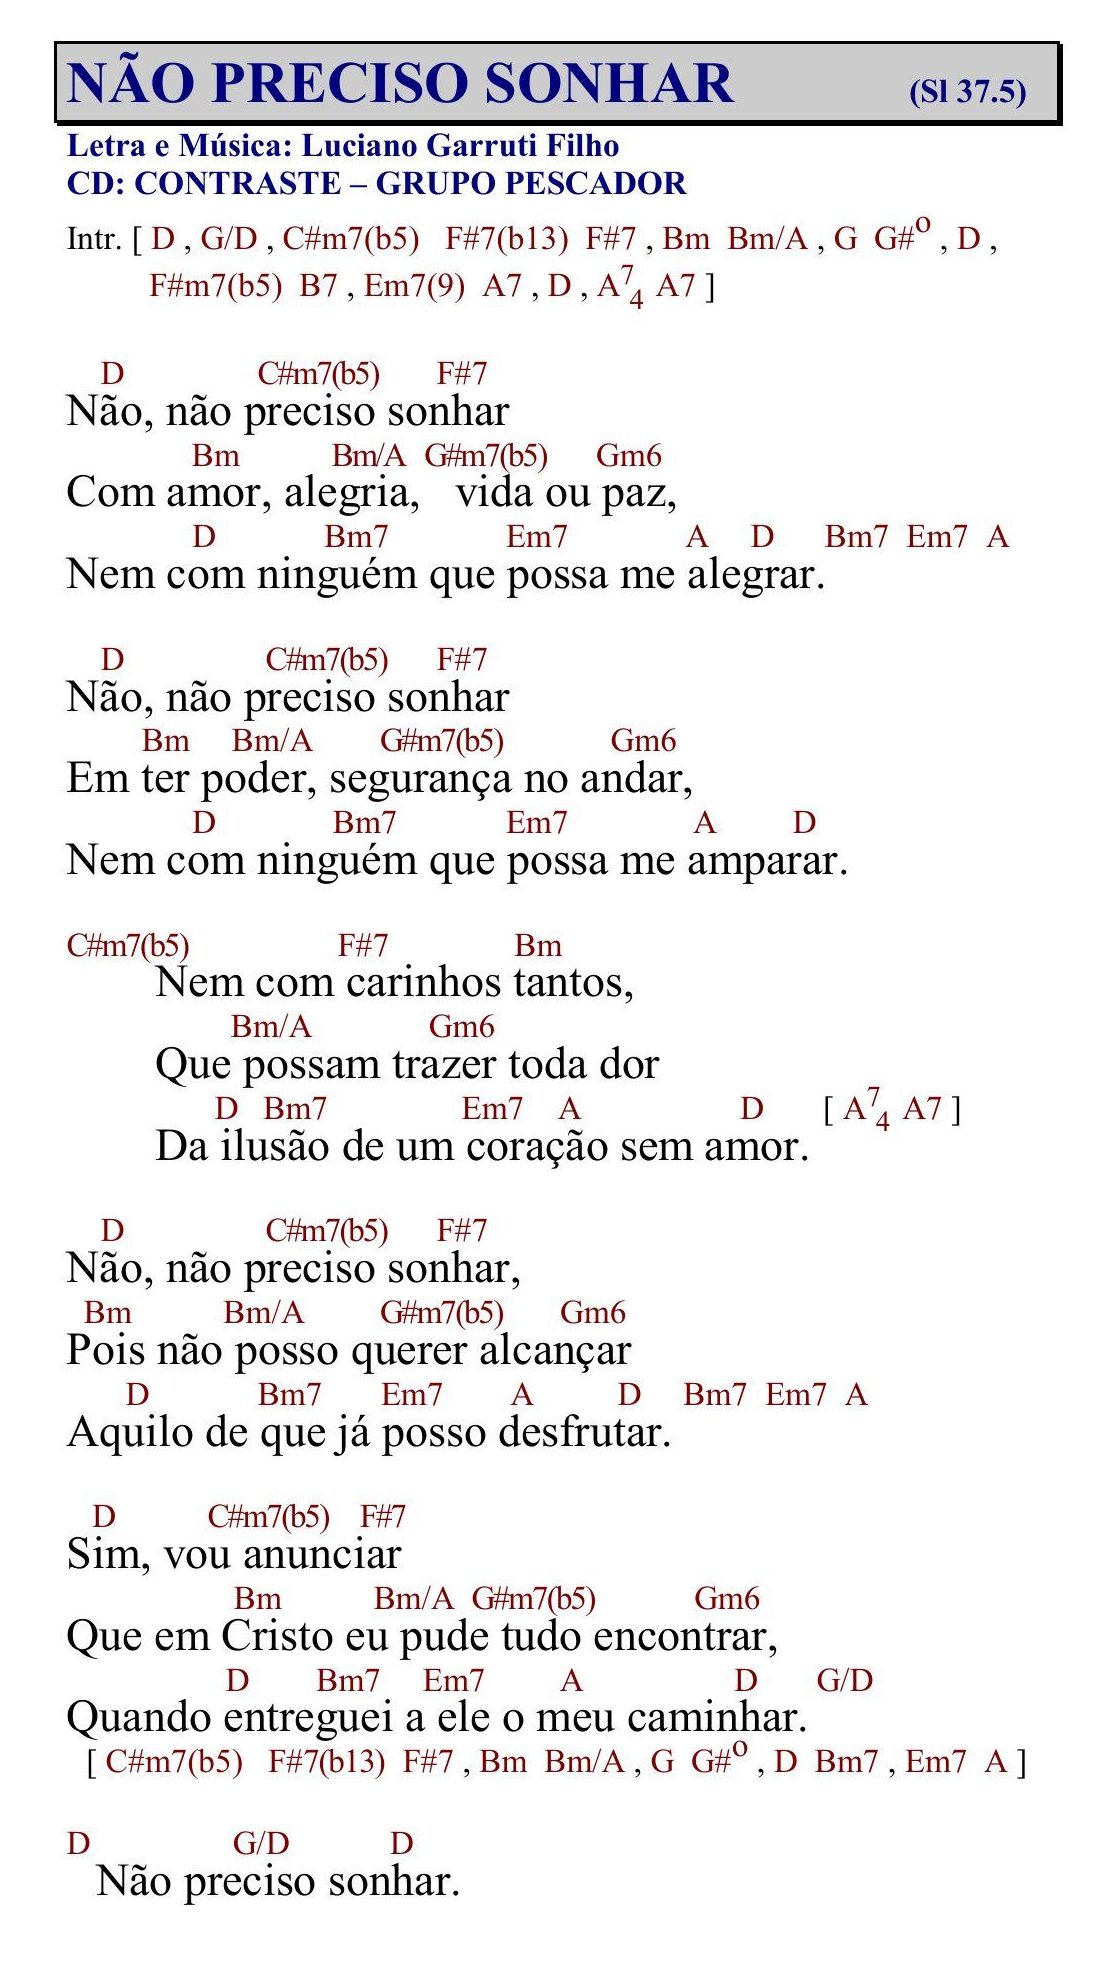 NÃO PRECISO SONHAR (Sl 37.5)
Letra e Música: Luciano Garruti Filho
CD: CONTRASTE – GRUPO PESCADOR
Intr. [ D , G/D , C#m7(b5) F#7(b13) F#7 , Bm Bm/A , G G#º , D ,
F#m7(b5) B7 , Em7(9) A7 , D , A7 4 A7 ]
D C#m7(b5) F#7
Não, não preciso sonhar
Bm Bm/A G#m7(b5) Gm6
Com amor, alegria, vida ou paz,
D Bm7 Em7 A D Bm7 Em7 A
Nem com ninguém que possa me alegrar.
D C#m7(b5) F#7
Não, não preciso sonhar
Bm Bm/A G#m7(b5) Gm6
Em ter poder, segurança no andar,
D Bm7 Em7 A D
Nem com ninguém que possa me amparar.
C#m7(b5) F#7 Bm
Nem com carinhos tantos,
Bm/A Gm6
Que possam trazer toda dor
D Bm7 Em7 A D [ A7 4 A7 ]
Da ilusão de um coração sem amor.
D C#m7(b5) F#7
Não, não preciso sonhar,
Bm Bm/A G#m7(b5) Gm6
Pois não posso querer alcançar
D Bm7 Em7 A D Bm7 Em7 A
Aquilo de que já posso desfrutar.
D C#m7(b5) F#7
Sim, vou anunciar
Bm Bm/A G#m7(b5) Gm6
Que em Cristo eu pude tudo encontrar,
D Bm7 Em7 A D G/D
Quando entreguei a ele o meu caminhar.
[ C#m7(b5) F#7(b13) F#7 , Bm Bm/A , G G#º , D Bm7 , Em7 A ]
D G/D D
Não preciso sonhar.